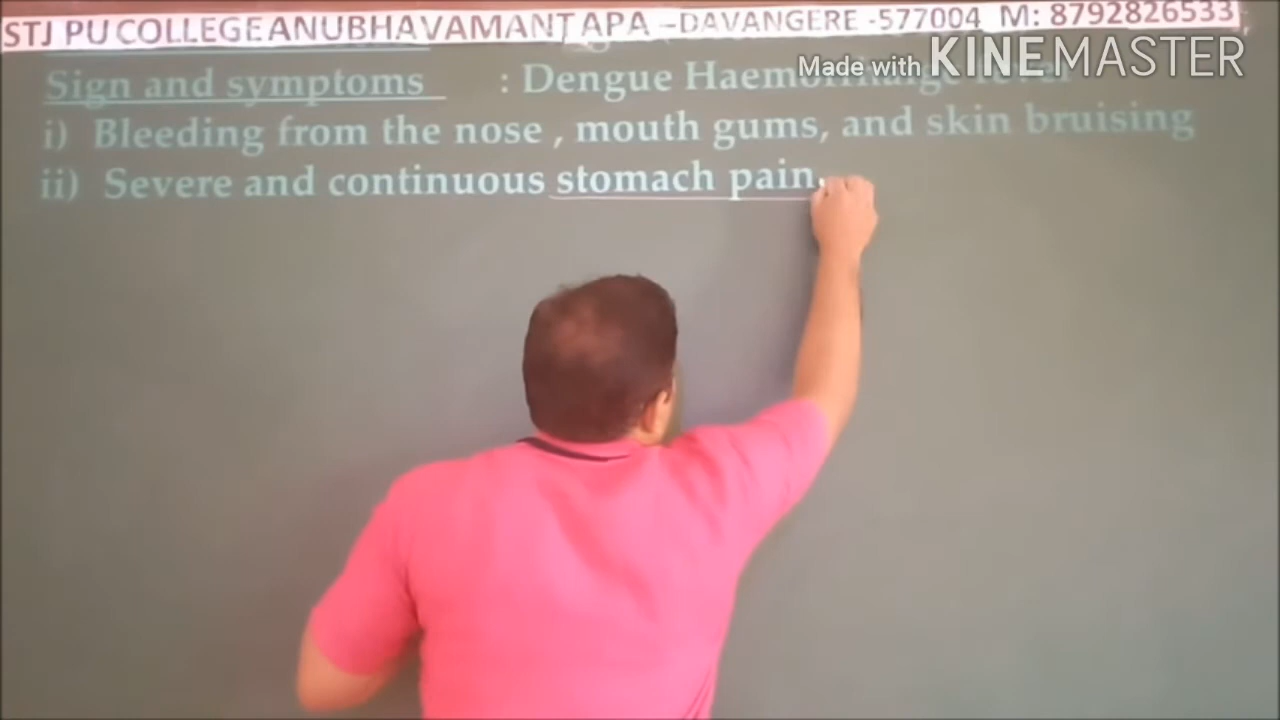 STJ PU COLLEGE ANUBHAVAMANTAPA -DAVANGERE -577004 M: 8792826533
Made with KINEMASTER
Sign and symptoms : Dengue
i) Bleeding from the nose , mouth gums, and skin bruising
ii) Severe and continuous stomach pain.